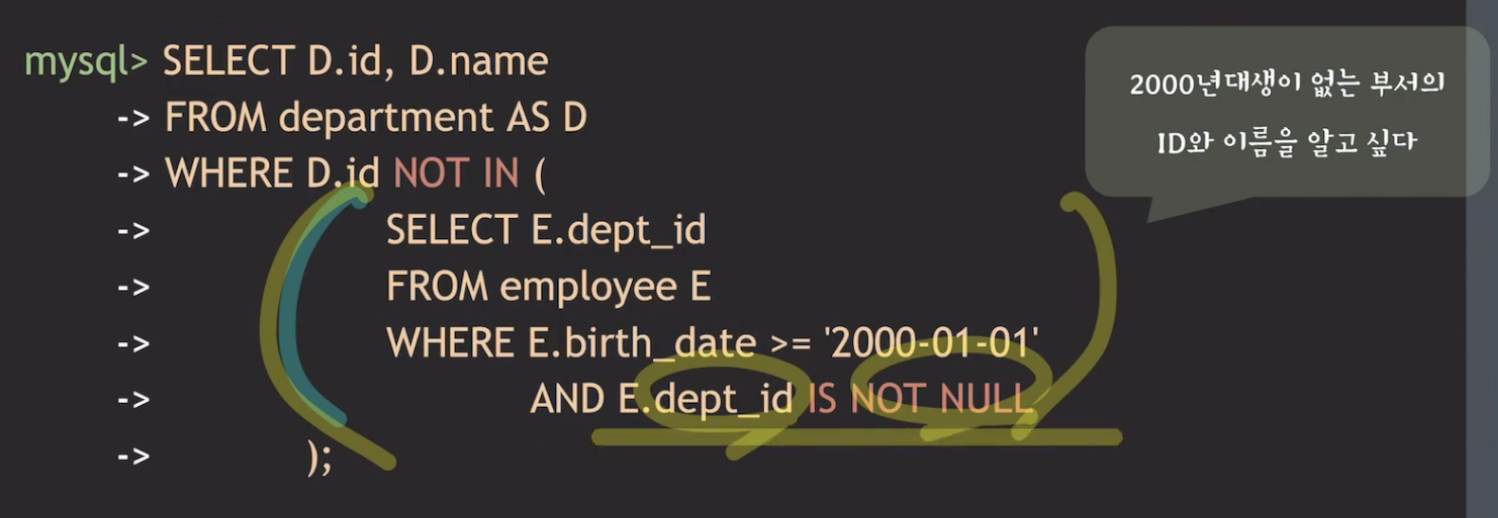 mysql> SELECT D.id, D.name
-> FROM department AS D
-> WHERE D.id NOT IN (
-> SELECT E.dept_id
-> FROM employee E
-> WHERE E.birth_date >= '2000-01-01'
-> AND E.dept_id IS NOT NULL
-> );
2000년대생이 없는 부서의
ID와 이름을 알고 싶다